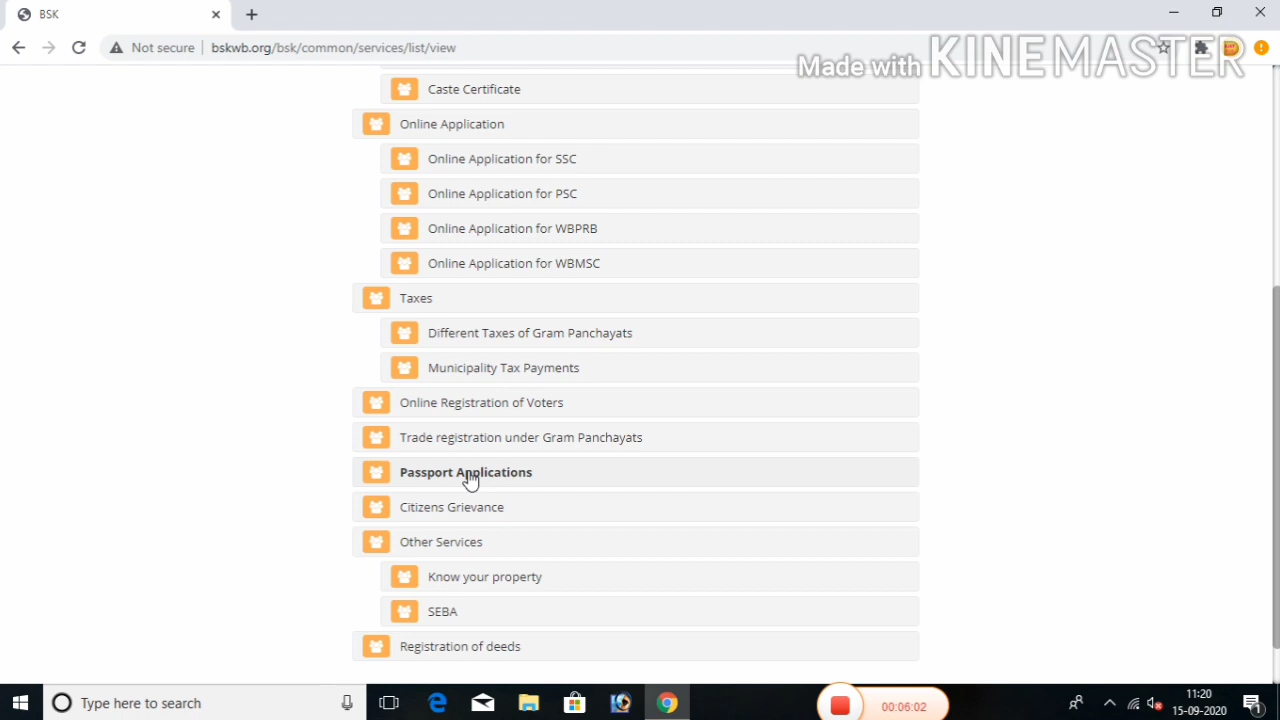 BSK
Not secure
bskwb.org/bsk/common/services/list/view
Made with KINEMASTER
Caste Certificate
Online Application
Online Application for SSC
Online Application for PSC
Online Application for WBPRB
Online Application for WBMSC
Taxes
Different Taxes of Gram Panchayats
Municipality Tax Payments
Online Registration of Voters
Trade registration under Gram Panchayats
Passport Applications
Citizens Grievance
Other Services
Know your property
SEBA
Registration of deeds
Type here to search
00:06:02
11:20
15-09-2020
1